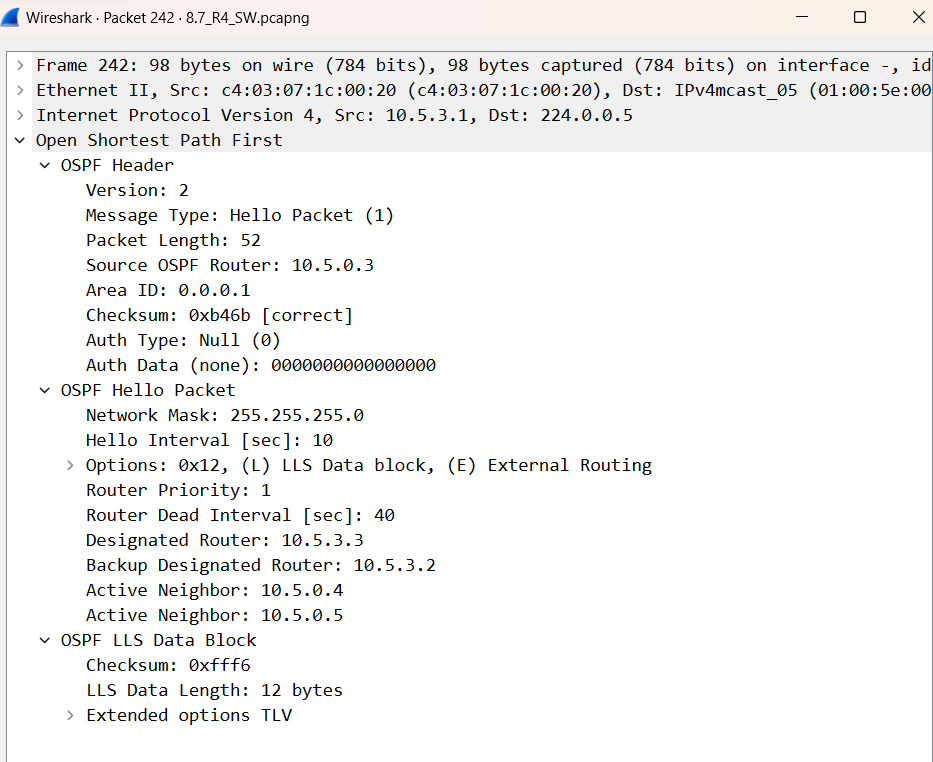 Wireshark · Packet 242 · 8.7_R4_SW.pcapng
Frame 242: 98 bytes on wire (784 bits), 98 bytes captured (784 bits) on interface -, id
Ethernet II, Src: c4:03:07:1c:00:20 (c4:03:07:1c:00:20), Dst: IPv4mcast_05 (01:00:5e:00
Internet Protocol Version 4, Src: 10.5.3.1, Dst: 224.0.0.5
Open Shortest Path First
OSPF Header
Version: 2
Message Type: Hello Packet (1)
Packet Length: 52
Source OSPF Router: 10.5.0.3
Area ID: 0.0.0.1
Checksum: 0xb46b [correct]
Auth Type: Null (0)
Auth Data (none): 0000000000000000
OSPF Hello Packet
Network Mask: 255.255.255.0
Hello Interval [sec]: 10
Options: 0x12, (L) LLS Data block, (E) External Routing
Router Priority: 1
Router Dead Interval [sec]: 40
Designated Router: 10.5.3.3
Backup Designated Router: 10.5.3.2
Active Neighbor: 10.5.0.4
Active Neighbor: 10.5.0.5
OSPF LLS Data Block
Checksum: 0xfff6
LLS Data Length: 12 bytes
Extended options TLV